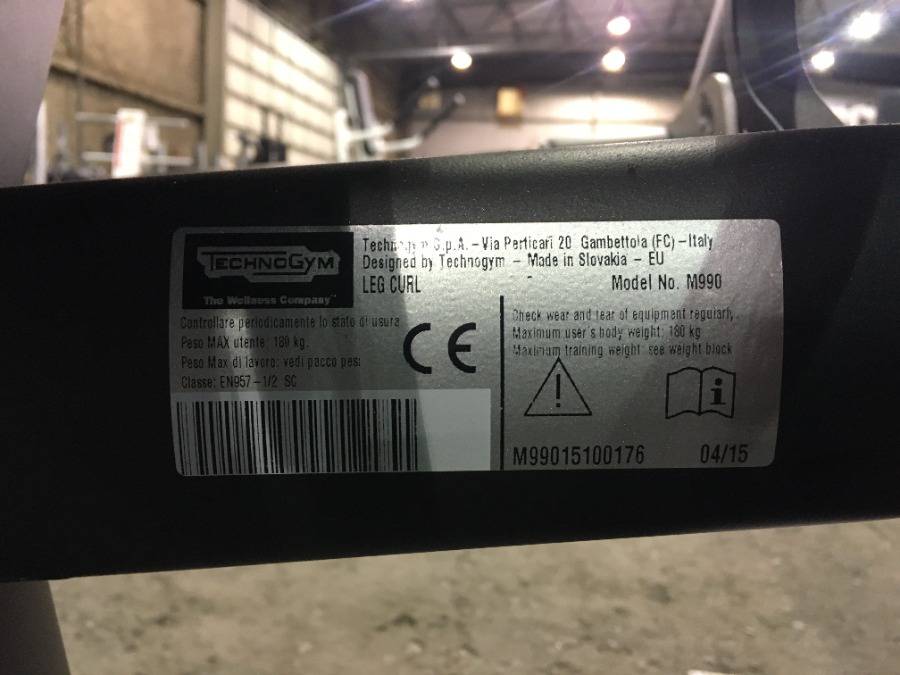 TECHNOGYM
The Wellness Company™
Technogym S.p.A. - Via Perticari 20 Gambettola (FC) - Italy
Designed by Technogym - Made in Slovakia - EU
LEG CURL Model No. M990
Controllare periodicamente lo stato di usura
Peso MAX utente: 180 kg.
Peso Max di lavoro: vedi pacco pesi
Classe: EN957-1/2 SC
CE
Check wear and tear of equipment regularly.
Maximum user's body weight: 180 kg
Maximum training weight: see weight block
M99015100176 04/15